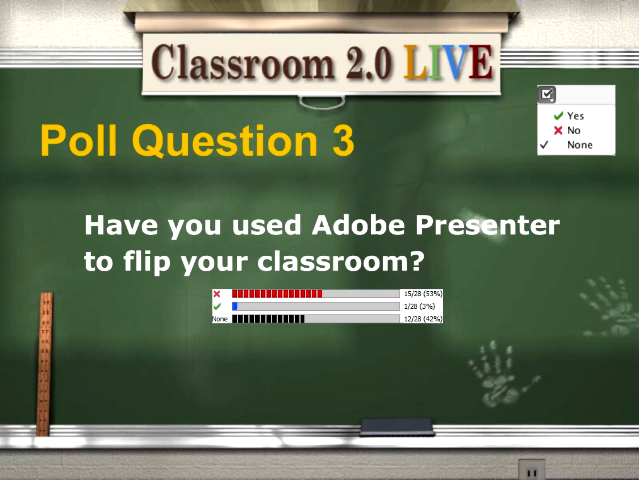 Classroom 2.0 LIVE
Yes
No
None
Poll Question 3
Have you used Adobe Presenter
to flip your classroom?
15/28 (53%)
1/28 (3%)
None 12/28 (42%)